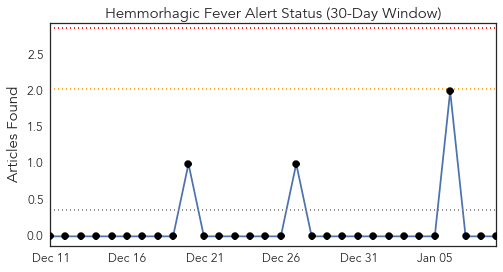 Hemmorhagic Fever Alert Status (30-Day Window)
Articles Found
2.5
2.0
1.5
1.0
0.5
0.0
Dec 11 Dec 16 Dec 21 Dec 26 Dec 31 Jan 05